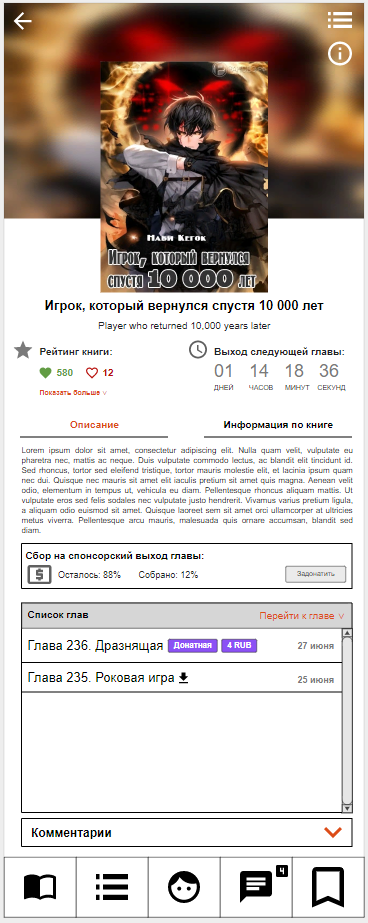 Мави Кегок
Игрок, который вернулся
спустя 10 000 лет
Игрок, который вернулся спустя 10 000 лет
Player who returned 10,000 years later
Рейтинг книги:
580 12
Показать больше v
Выход следующей главы:
01 14 18 36
ДНЕЙ ЧАСОВ МИНУТ СЕКУНД
Описание Информация по книге
Lorem ipsum dolor sit amet, consectetur adipiscing elit. Nulla quam velit, vulputate eu
pharetra nec, mattis ac neque. Duis vulputate commodo lectus, ac blandit elit tincidunt id.
Sed rhoncus, tortor sed eleifend tristique, tortor mauris molestie elit, et lacinia ipsum quam
nec dui. Quisque nec mauris sit amet elit iaculis pretium sit amet quis magna. Aenean velit
odio, elementum in tempus ut, vehicula eu diam. Pellentesque rhoncus aliquam mattis. Ut
vulputate eros sed felis sodales nec vulputate justo hendrerit. Vivamus varius pretium ligula,
a aliquam odio euismod sit amet. Quisque laoreet sem sit amet orci ullamcorper at ultricies
metus viverra. Pellentesque arcu mauris, malesuada quis ornare accumsan, blandit sed
diam.
Сбор на спонсорский выход главы:
$ Осталось: 88% Собрано: 12% Задонатить
Список глав Перейти к главе v
Глава 236. Дразнящая Донатная 4 RUB 27 июня
Глава 235. Роковая игра 25 июня
Комментарии
4